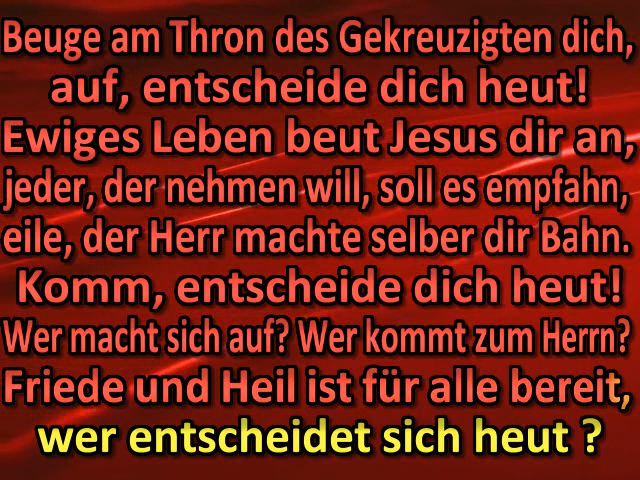 Beuge am Thron des Gekreuzigten dich,
auf, entscheide dich heut!
Ewiges Leben beut Jesus dir an,
jeder, der nehmen will, soll es empfahn,
eile, der Herr machte selber dir Bahn.
Komm, entscheide dich heut!
Wer macht sich auf? Wer kommt zum Herrn?
Friede und Heil ist für alle bereit,
wer entscheidet sich heut ?